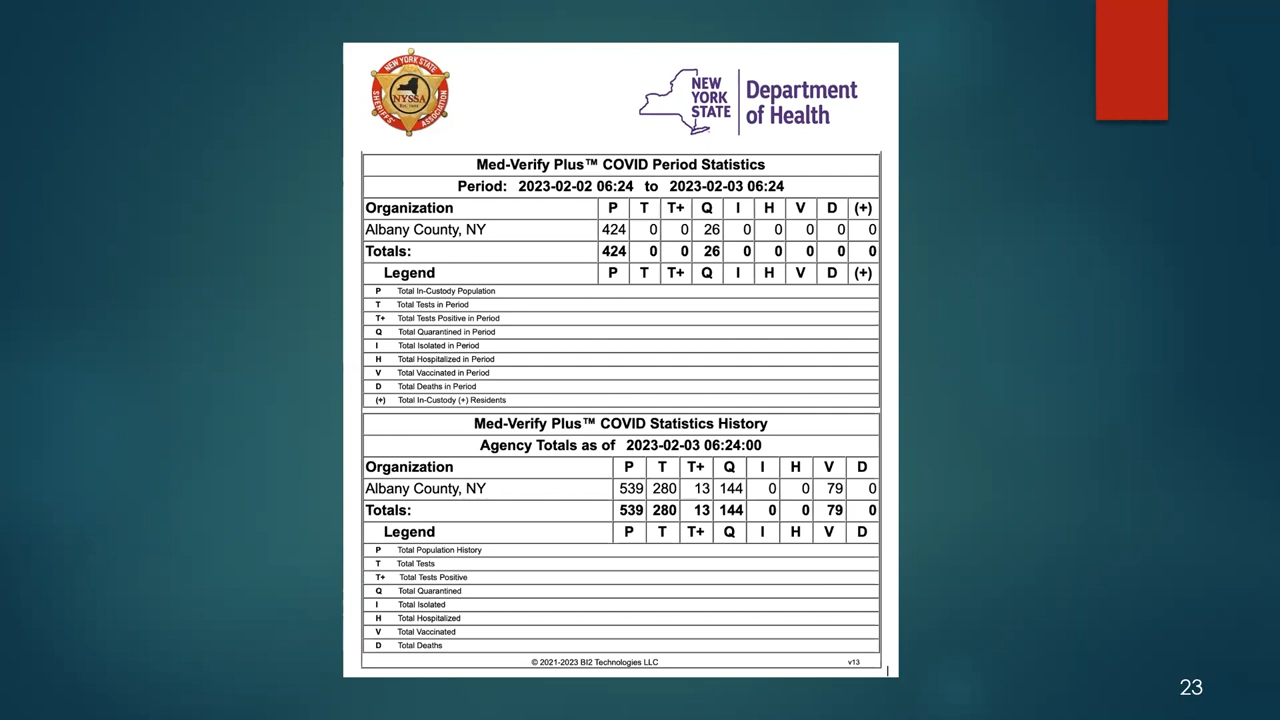 NEW YORK STATE
SHERIFFS' ASSOCIATION
NYSSA
NEW YORK STATE
Department of Health
Med-Verify Plus™ COVID Period Statistics
Period: 2023-02-02 06:24 to 2023-02-03 06:24
Organization P T T+ Q I H V D (+)
Albany County, NY 424 0 0 26 0 0 0 0 0
Totals: 424 0 0 26 0 0 0 0 0
Legend P T T+ Q I H V D (+)
P Total In-Custody Population
T Total Tests in Period
T+ Total Tests Positive in Period
Q Total Quarantined in Period
I Total Isolated in Period
H Total Hospitalized in Period
V Total Vaccinated in Period
D Total Deaths in Period
(+) Total In-Custody (+) Residents
Med-Verify Plus™ COVID Statistics History
Agency Totals as of 2023-02-03 06:24:00
Organization P T T+ Q I H V D
Albany County, NY 539 280 13 144 0 0 79 0
Totals: 539 280 13 144 0 0 79 0
Legend P T T+ Q I H V D
P Total Population History
T Total Tests
T+ Total Tests Positive
Q Total Quarantined
I Total Isolated
H Total Hospitalized
V Total Vaccinated
D Total Deaths
© 2021-2023 BI2 Technologies LLC v13
23